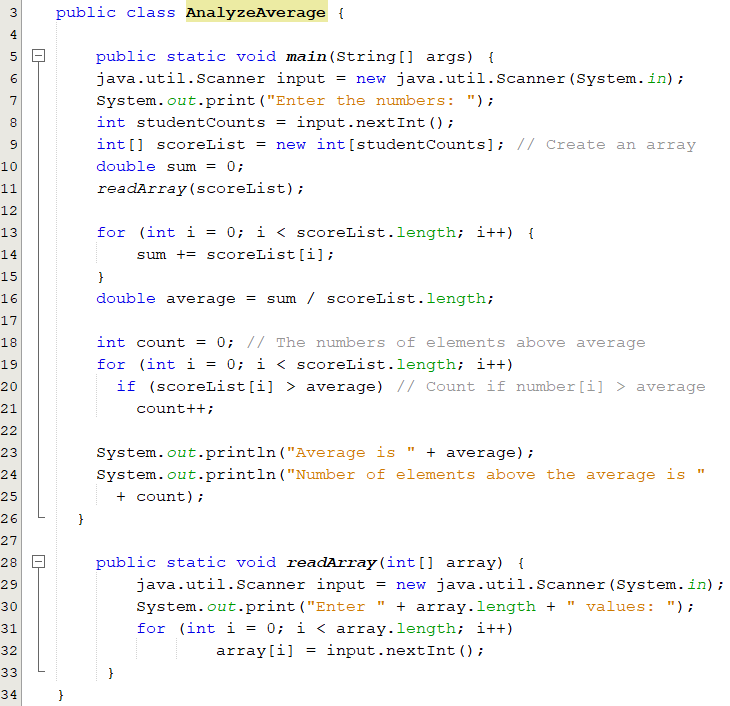 3 public class AnalyzeAverage {
4
5 public static void main(String[] args) {
6 java.util.Scanner input = new java.util.Scanner(System.in);
7 System.out.print("Enter the numbers: ");
8 int studentCounts = input.nextInt();
9 int[] scoreList = new int[studentCounts]; // Create an array
10 double sum = 0;
11 readArray(scoreList);
12
13 for (int i = 0; i < scoreList.length; i++) {
14 sum += scoreList[i];
15 }
16 double average = sum / scoreList.length;
17
18 int count = 0; // The numbers of elements above average
19 for (int i = 0; i < scoreList.length; i++)
20 if (scoreList[i] > average) // Count if number[i] > average
21 count++;
22
23 System.out.println("Average is " + average);
24 System.out.println("Number of elements above the average is "
25 + count);
26 }
27
28 public static void readArray(int[] array) {
29 java.util.Scanner input = new java.util.Scanner(System.in);
30 System.out.print("Enter " + array.length + " values: ");
31 for (int i = 0; i < array.length; i++)
32 array[i] = input.nextInt();
33 }
34 }